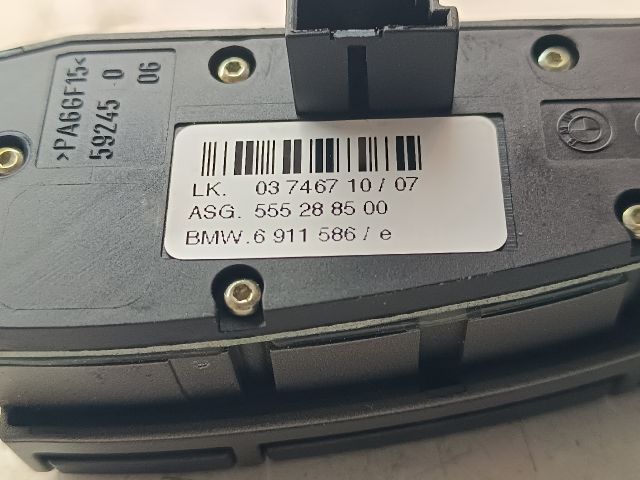 >PA66F15<
59245-0
06
LK. 03 7467 10 / 07
ASG. 555 28 85 00
BMW. 6 911 586 / e